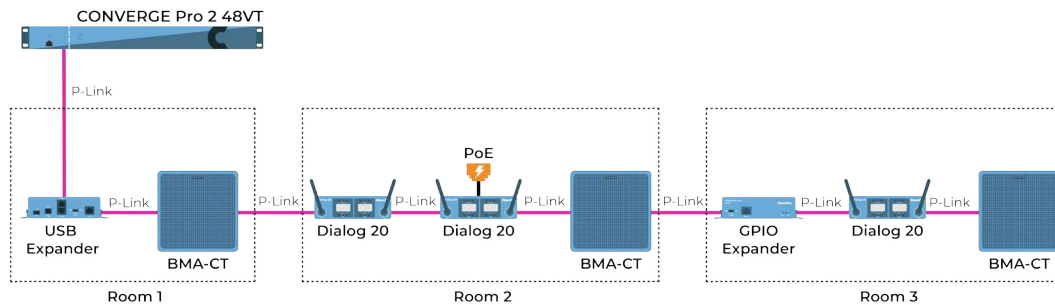 CONVERGE Pro 2 48VT
P-Link
PoE
P-Link
P-Link
P-Link
P-Link
P-Link
P-Link
P-Link
USB
Expander
BMA-CT
Dialog 20
Dialog 20
BMA-CT
GPIO
Expander
Dialog 20
BMA-CT
Room 1
Room 2
Room 3